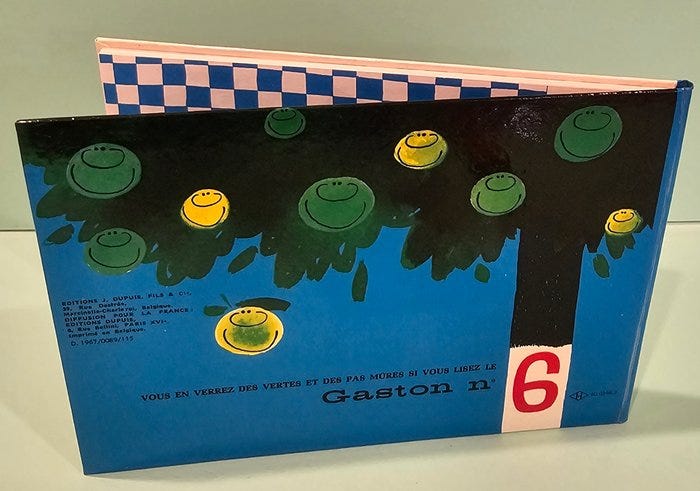 EDITIONS J. DUPUIS, FILS & Cie,
39, Rue Destrée,
Marcinelle-Charleroi, Belgique.
DIFFUSION POUR LA FRANCE:
EDITIONS DUPUIS,
6, Rue Bellini, PARIS XVIe.
Imprimé en Belgique.
D. 1967/0089/115
VOUS EN VERREZ DES VERTES ET DES PAS MÛRES SI VOUS LISEZ LE
Gaston n° 6
H